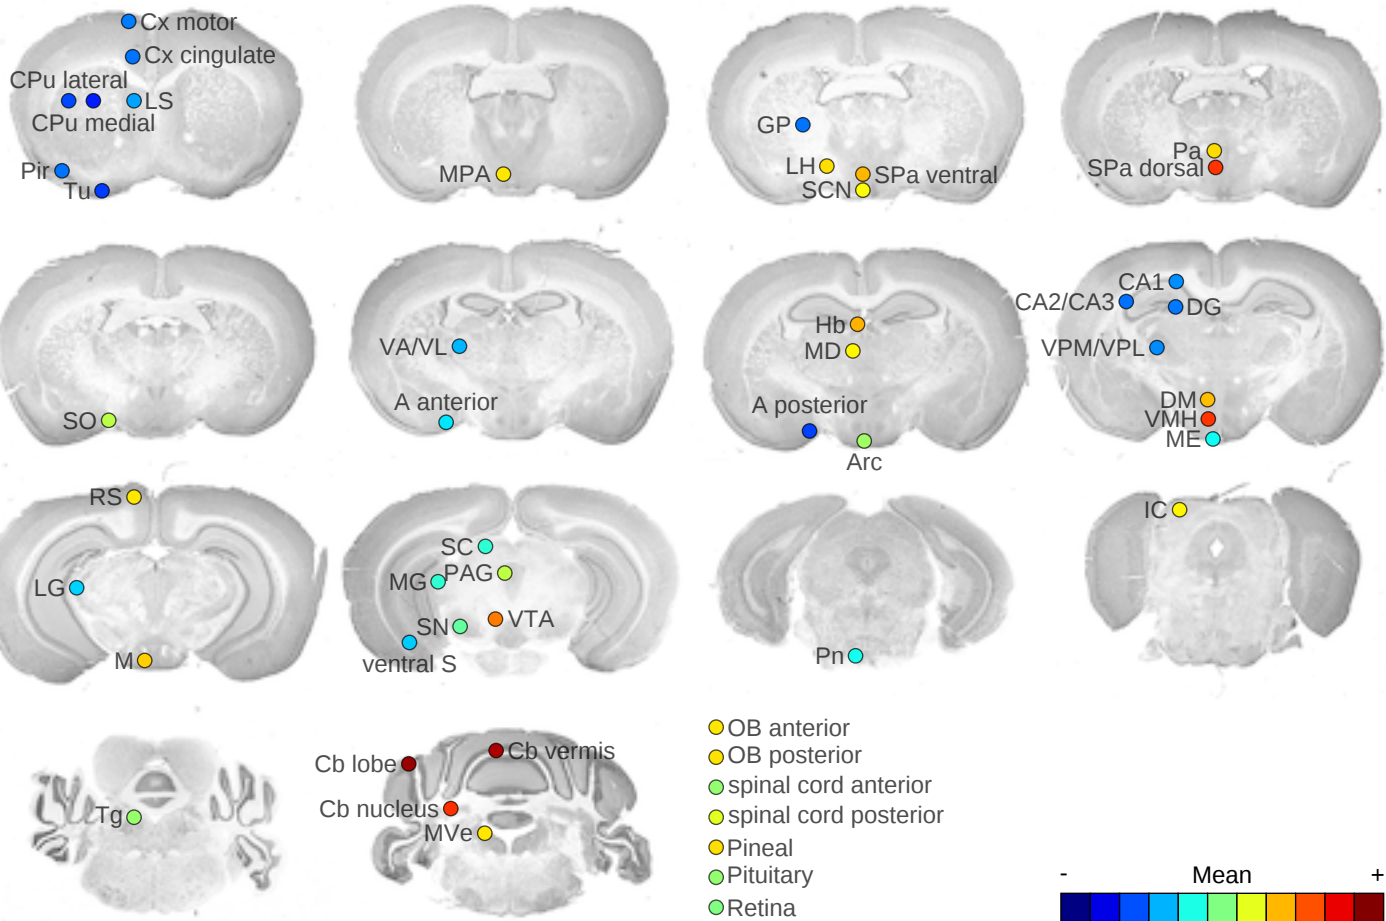 Cx motor
Cx cingulate
CPu lateral
LS
CPu medial
Pir
Tu
MPA
GP
LH
SPa ventral
SCN
Pa
SPa dorsal
SO
VA/VL
A anterior
Hb
MD
A posterior
Arc
CA1
CA2/CA3
DG
VPM/VPL
DM
VMH
ME
RS
LG
M
SC
MG
PAG
SN
VTA
ventral S
Pn
IC
Tg
Cb lobe
Cb vermis
Cb nucleus
MVe
OB anterior
OB posterior
spinal cord anterior
spinal cord posterior
Pineal
Pituitary
Retina
- Mean +